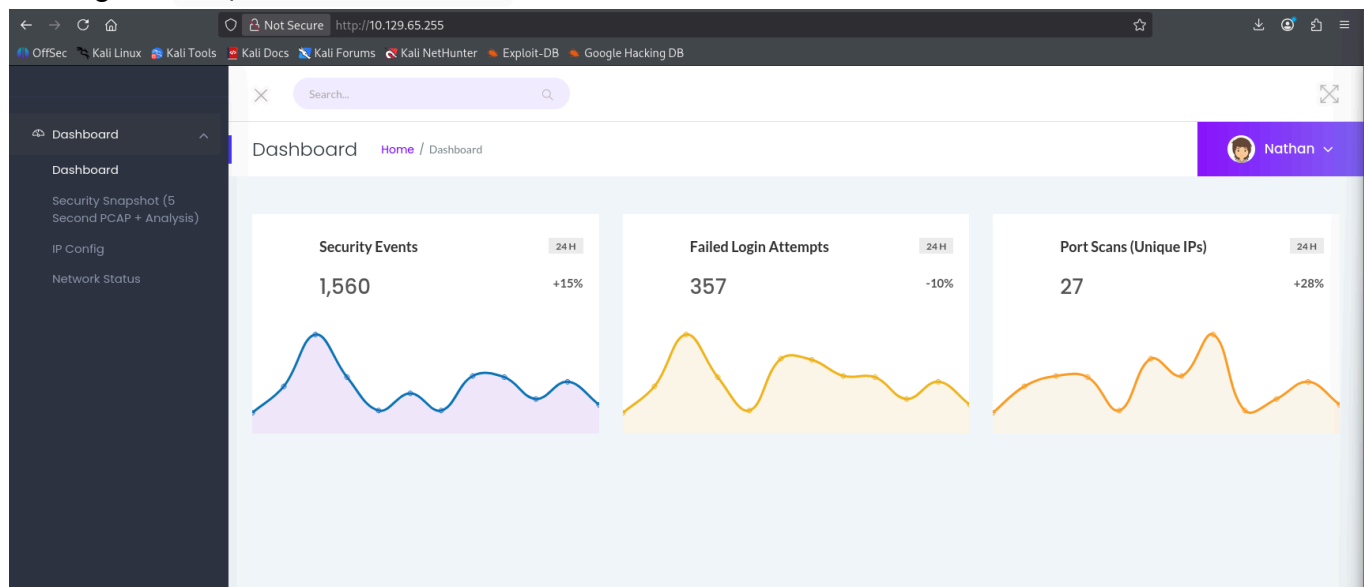 Not Secure http://10.129.65.255
OffSec Kali Linux Kali Tools Kali Docs Kali Forums Kali NetHunter Exploit-DB Google Hacking DB
Search...
Dashboard
Dashboard Home / Dashboard
Nathan
Dashboard
Security Snapshot (5
Second PCAP + Analysis)
IP Config
Network Status
Security Events 24 H
1,560 +15%
Failed Login Attempts 24 H
357 -10%
Port Scans (Unique IPs) 24 H
27 +28%